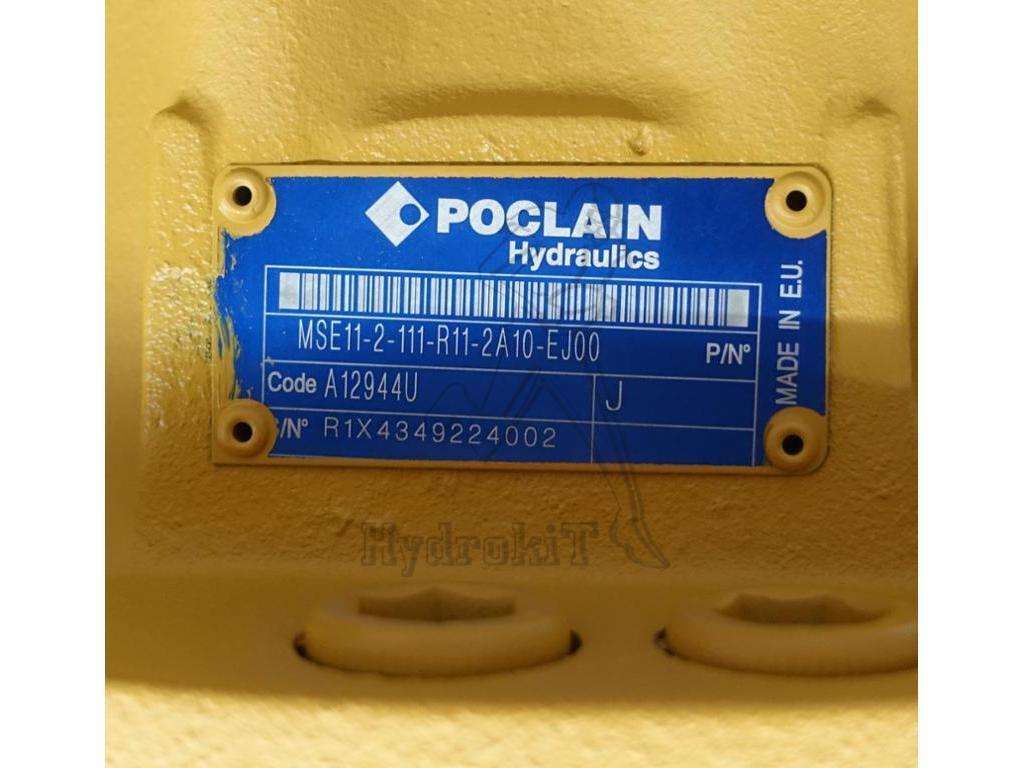 POCLAIN
Hydraulics
MSE11-2-111-R11-2A10-EJ00 P/N°
Code A12944U J
/N° R1X4349224002
MADE IN E.U.
HydrokiT